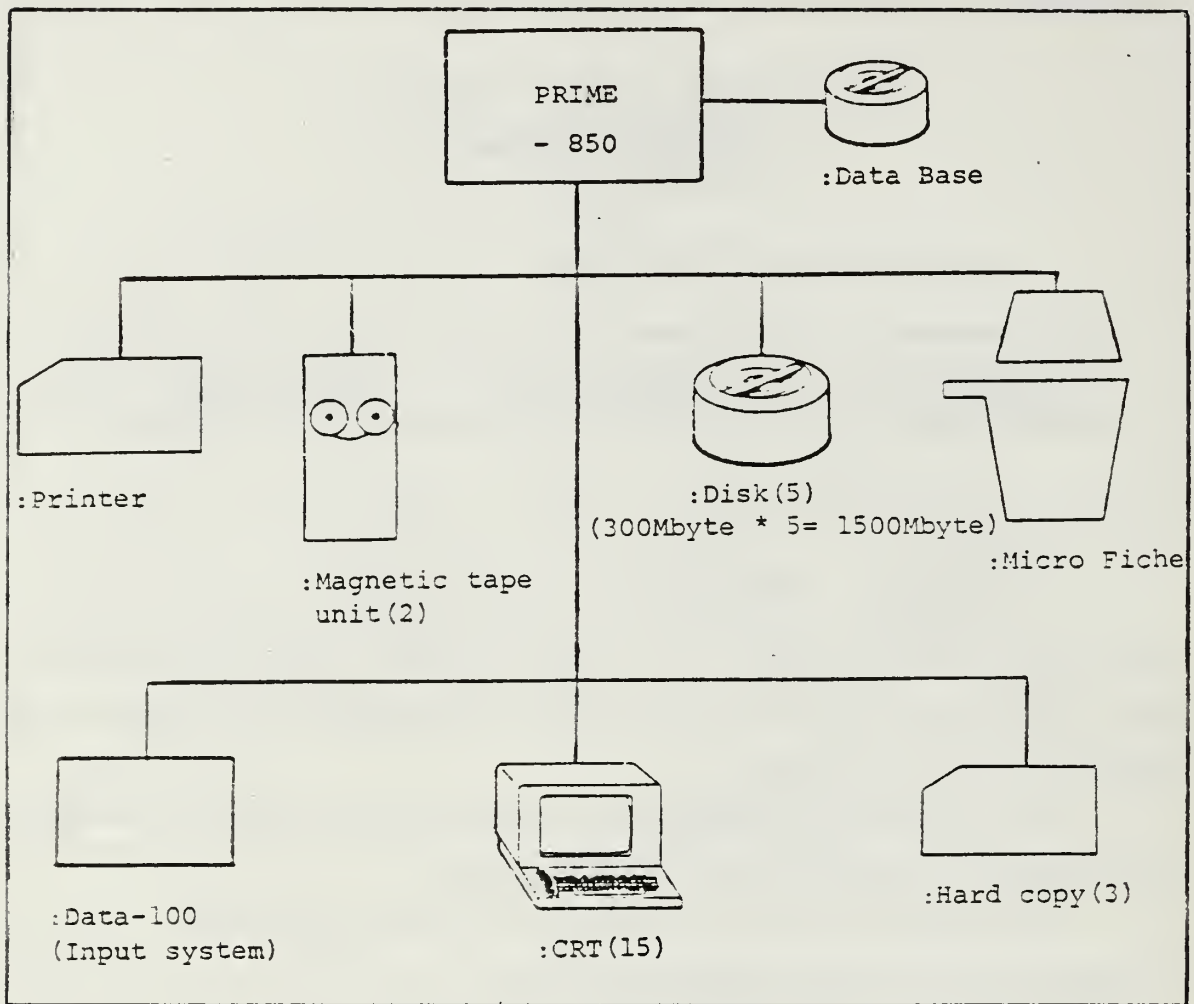 PRIME
- 850
:Data Base
:Printer
:Magnetic tape
unit(2)
:Disk(5)
(300Mbyte * 5= 1500Mbyte)
:Micro Fiche
:Data-100
(Input system)
:CRT(15)
:Hard copy(3)